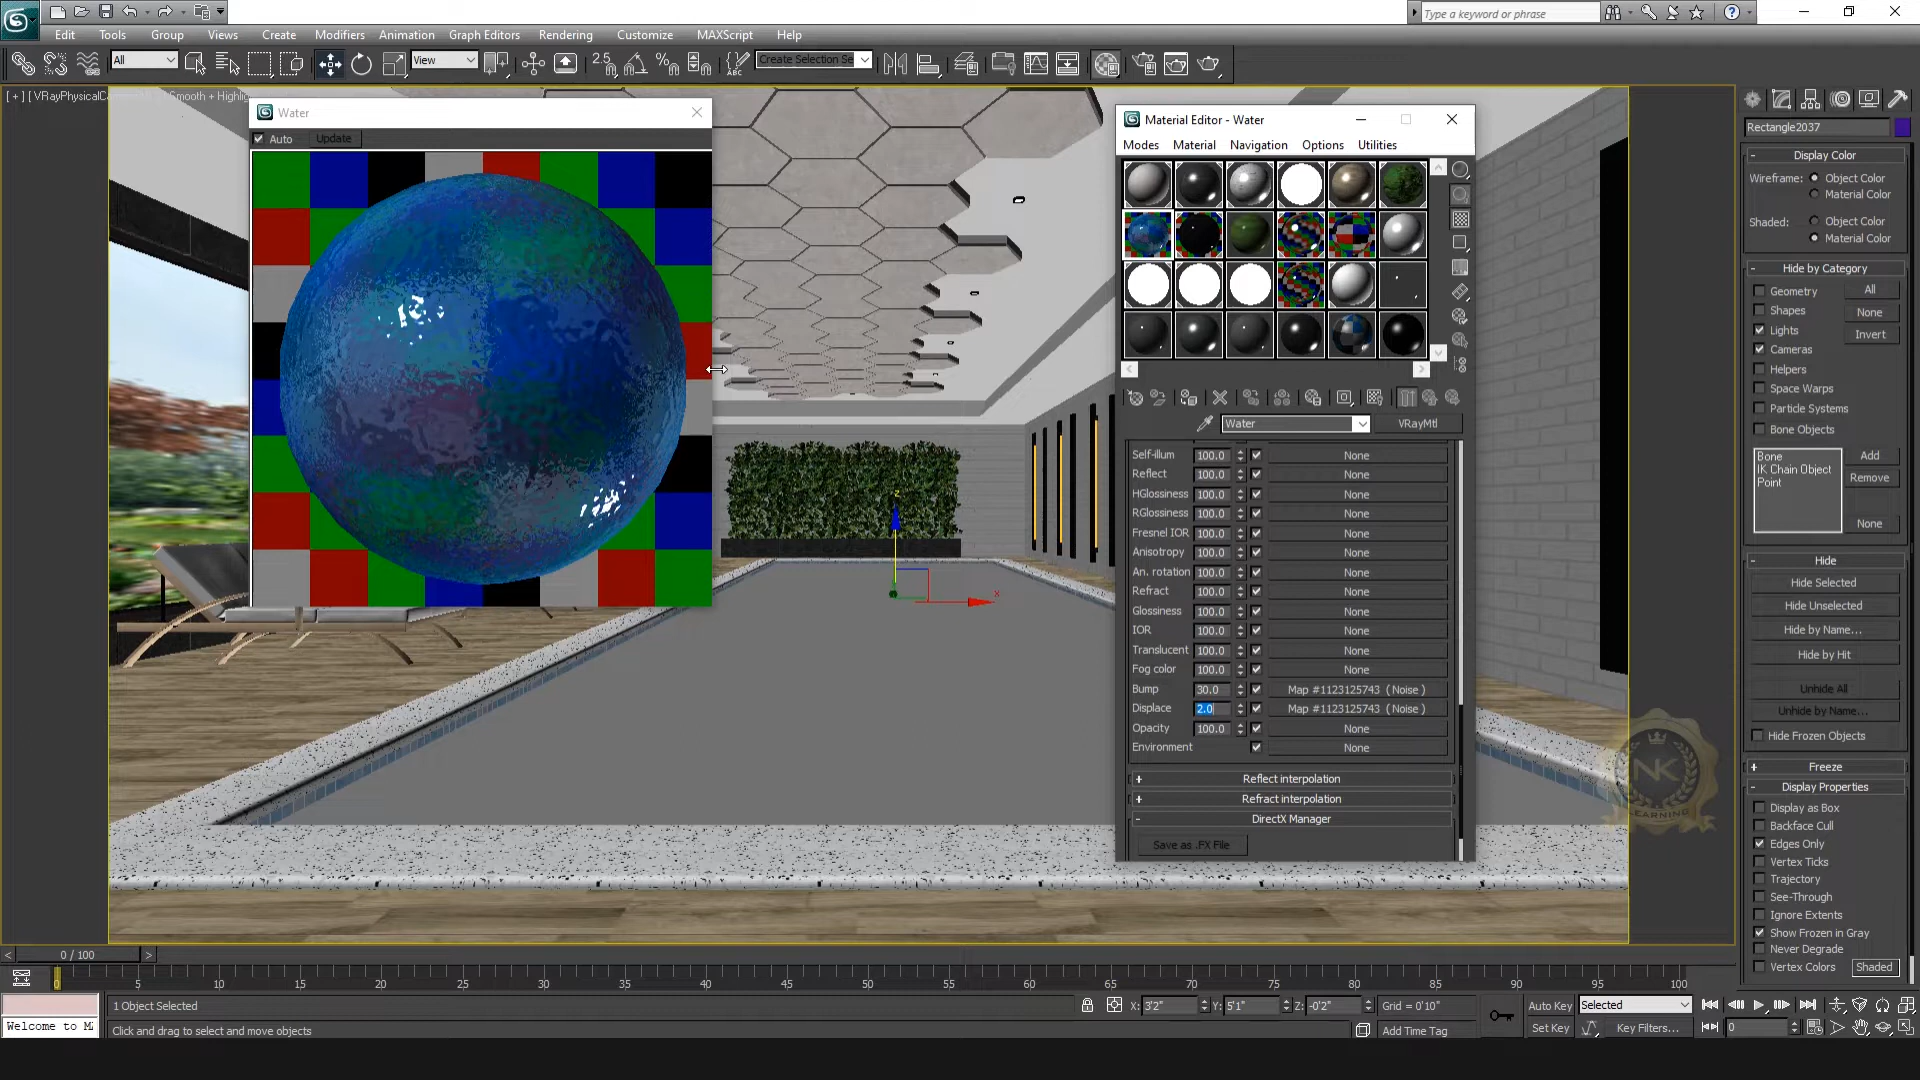 Type a keyword or phrase
Edit Tools Group Views Create Modifiers Animation Graph Editors Rendering Customize MAXScript Help
All View 2.5 Create Selection Se
[ + ] [ VRayPhysicalCa Smooth + Highlig
Water
Auto Update
Material Editor - Water
Modes Material Navigation Options Utilities
Water VRayMtl
Self-illum 100.0 None
Reflect 100.0 None
HGlossiness 100.0 None
RGlossiness 100.0 None
Fresnel IOR 100.0 None
Anisotropy 100.0 None
An. rotation 100.0 None
Refract 100.0 None
Glossiness 100.0 None
IOR 100.0 None
Translucent 100.0 None
Fog color 100.0 None
Bump 30.0 Map #1123125743 ( Noise )
Displace 2.0 Map #1123125743 ( Noise )
Opacity 100.0 None
Environment None
+ Reflect interpolation
+ Refract interpolation
- DirectX Manager
Save as .FX File
z
x
Rectangle2037
- Display Color
Wireframe: Object Color
Material Color
Shaded: Object Color
Material Color
- Hide by Category
Geometry All
Shapes None
Lights Invert
Cameras
Helpers
Space Warps
Particle Systems
Bone Objects
Bone Add
IK Chain Object
Point Remove
None
- Hide
Hide Selected
Hide Unselected
Hide by Name...
Hide by Hit
Unhide All
Unhide by Name...
Hide Frozen Objects
+ Freeze
- Display Properties
Display as Box
Backface Cull
Edges Only
Vertex Ticks
Trajectory
See-Through
Ignore Extents
Show Frozen in Gray
Never Degrade
Vertex Colors Shaded
NK
LEARNING
< 0 / 100 >
5 10 15 20 25 30 35 40 45 50 55 60 65 70 75 80 85 90 95 100
1 Object Selected X: 3'2" Y: 5'1" Z: -0'2" Grid = 0'10" Auto Key Selected
Welcome to MA Click and drag to select and move objects Add Time Tag Set Key Key Filters... 0